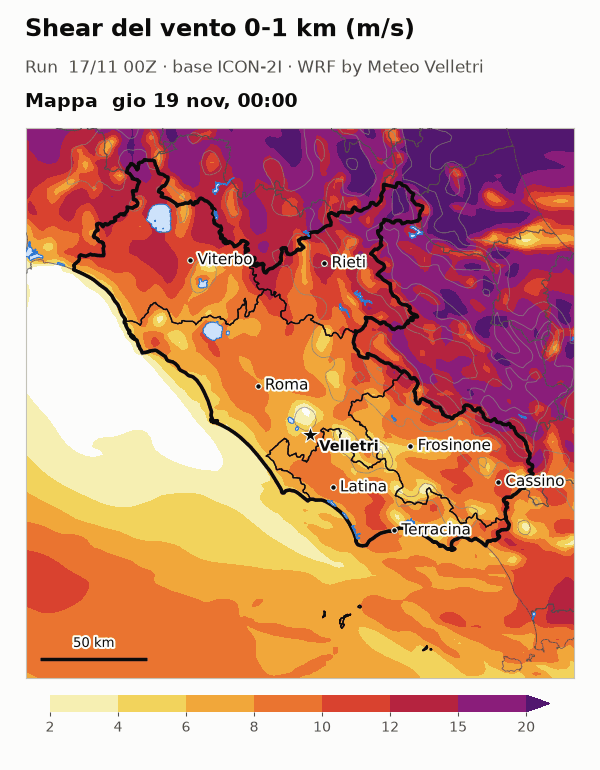 Shear del vento 0-1 km (m/s)
Run  17/11 00Z · base ICON-2I · WRF by Meteo Velletri
Mappa  gio 19 nov, 00:00
Viterbo
Rieti
Roma
Velletri
Frosinone
Latina
Cassino
Terracina
50 km
2 4 6 8 10 12 15 20